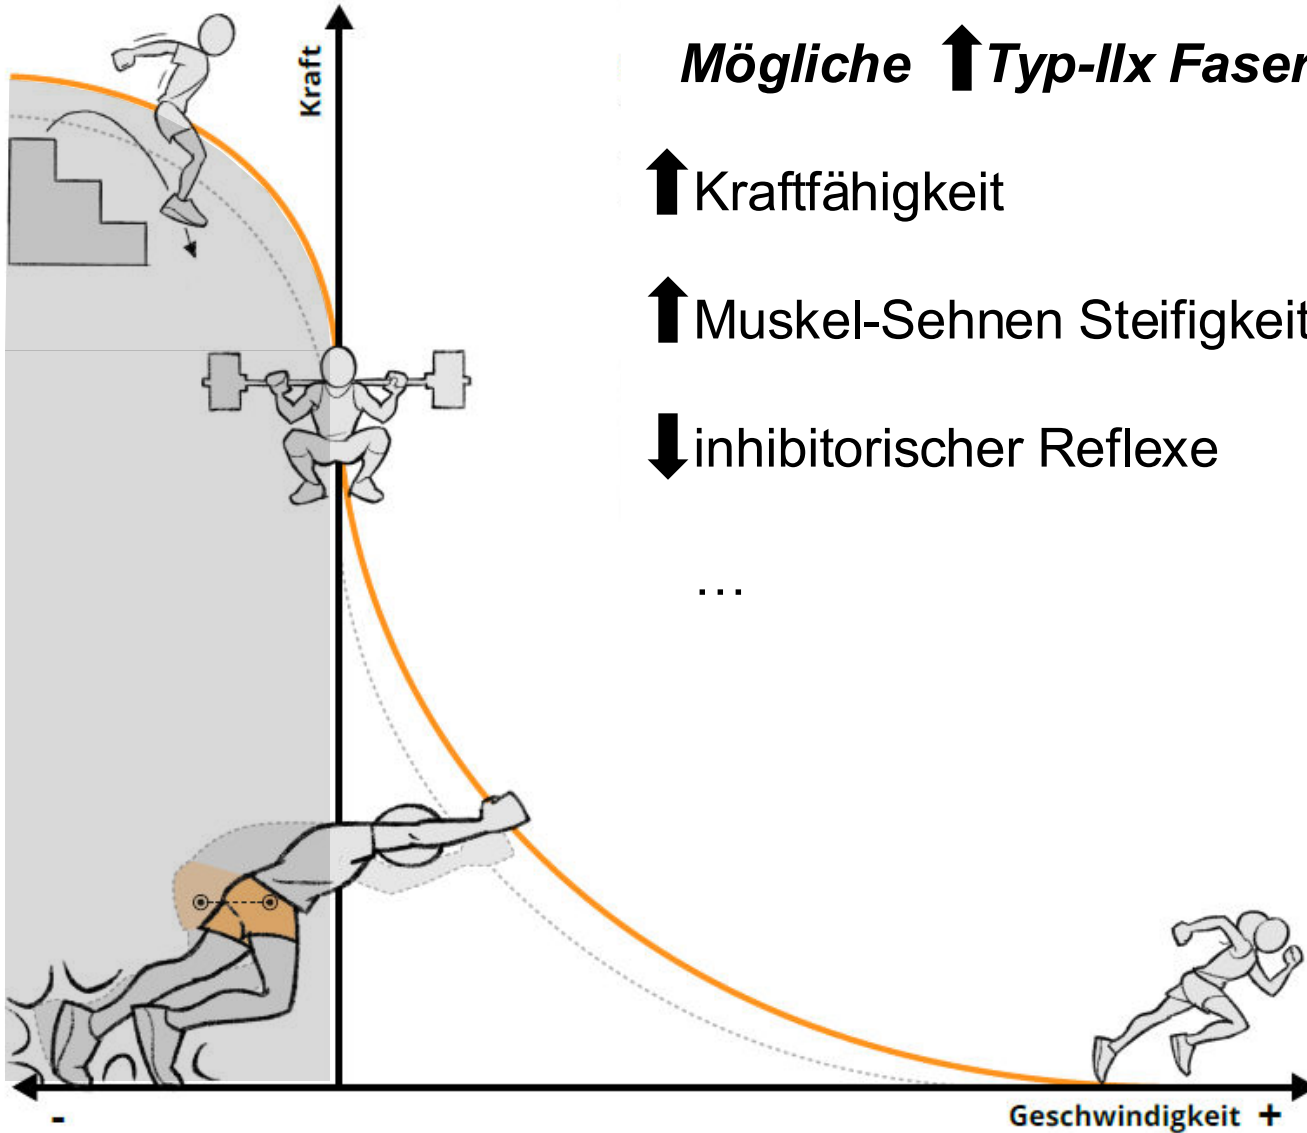 Kraft
Mögliche ⬆Typ-IIx Faser
⬆Kraftfähigkeit
⬆Muskel-Sehnen Steifigkeit
⬇inhibitorischer Reflexe
…
-
Geschwindigkeit +